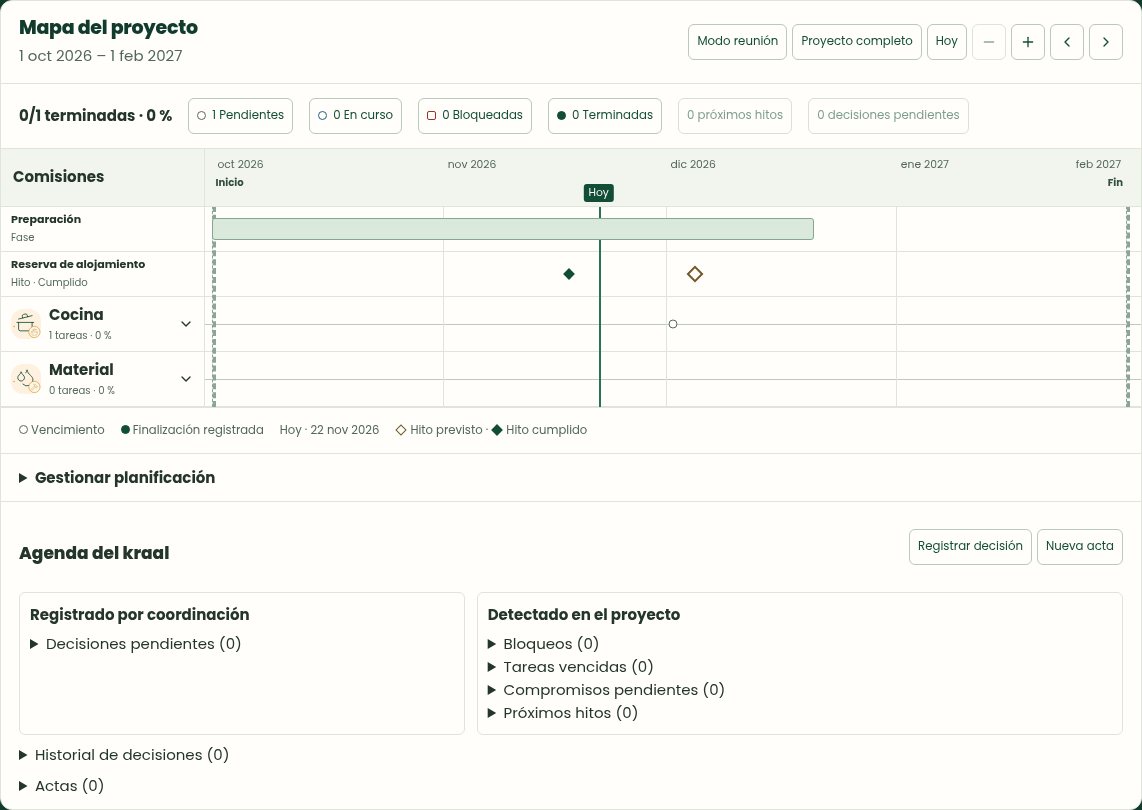 Mapa del proyecto
1 oct 2026 – 1 feb 2027
Modo reunión
Proyecto completo
Hoy
0/1 terminadas · 0 %
1 Pendientes
0 En curso
0 Bloqueadas
0 Terminadas
0 próximos hitos
0 decisiones pendientes
Comisiones
oct 2026
nov 2026
dic 2026
ene 2027
feb 2027
Inicio
Fin
Hoy
Preparación
Fase
Reserva de alojamiento
Hito · Cumplido
Cocina
1 tareas · 0 %
Material
0 tareas · 0 %
Vencimiento
Finalización registrada
Hoy · 22 nov 2026
Hito previsto ·
Hito cumplido
Gestionar planificación
Agenda del kraal
Registrar decisión
Nueva acta
Registrado por coordinación
Decisiones pendientes (0)
Detectado en el proyecto
Bloqueos (0)
Tareas vencidas (0)
Compromisos pendientes (0)
Próximos hitos (0)
Historial de decisiones (0)
Actas (0)